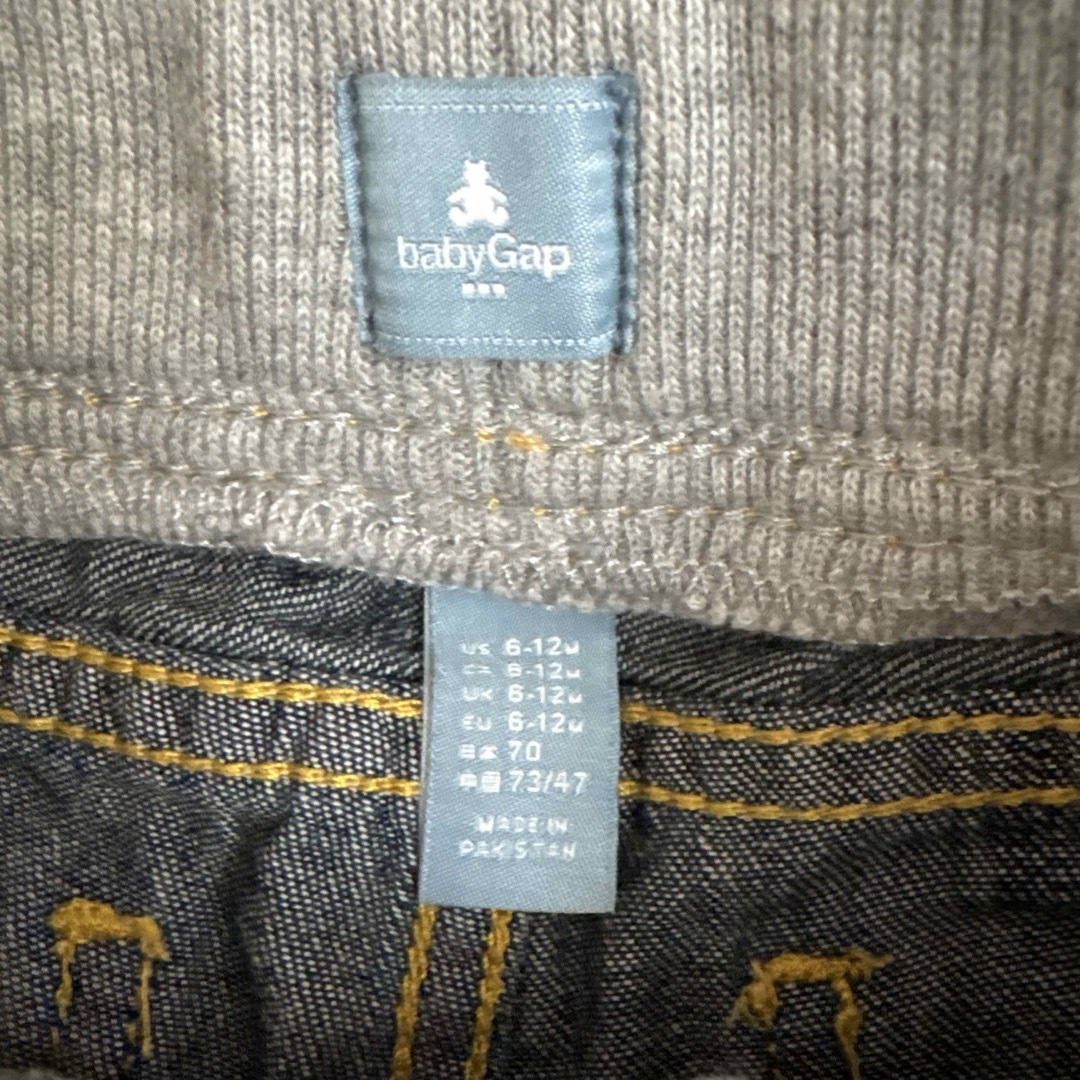 babyGap
US 6-12M
CA 6-12M
UK 6-12M
EU 6-12M
日本 70
中国 73/47
MADE IN
PAKISTAN